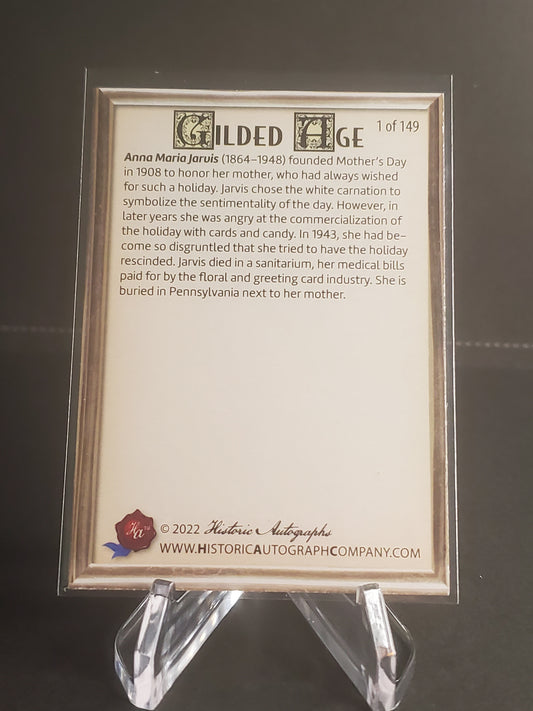 GILDED AGE 1 of 149
Anna Maria Jarvis (1864–1948) founded Mother's Day
in 1908 to honor her mother, who had always wished
for such a holiday. Jarvis chose the white carnation to
symbolize the sentimentality of the day. However, in
later years she was angry at the commercialization of
the holiday with cards and candy. In 1943, she had be-
come so disgruntled that she tried to have the holiday
rescinded. Jarvis died in a sanitarium, her medical bills
paid for by the floral and greeting card industry. She is
buried in Pennsylvania next to her mother.
Ha TM © 2022 Historic Autographs
WWW.HISTORICAUTOGRAPHCOMPANY.COM